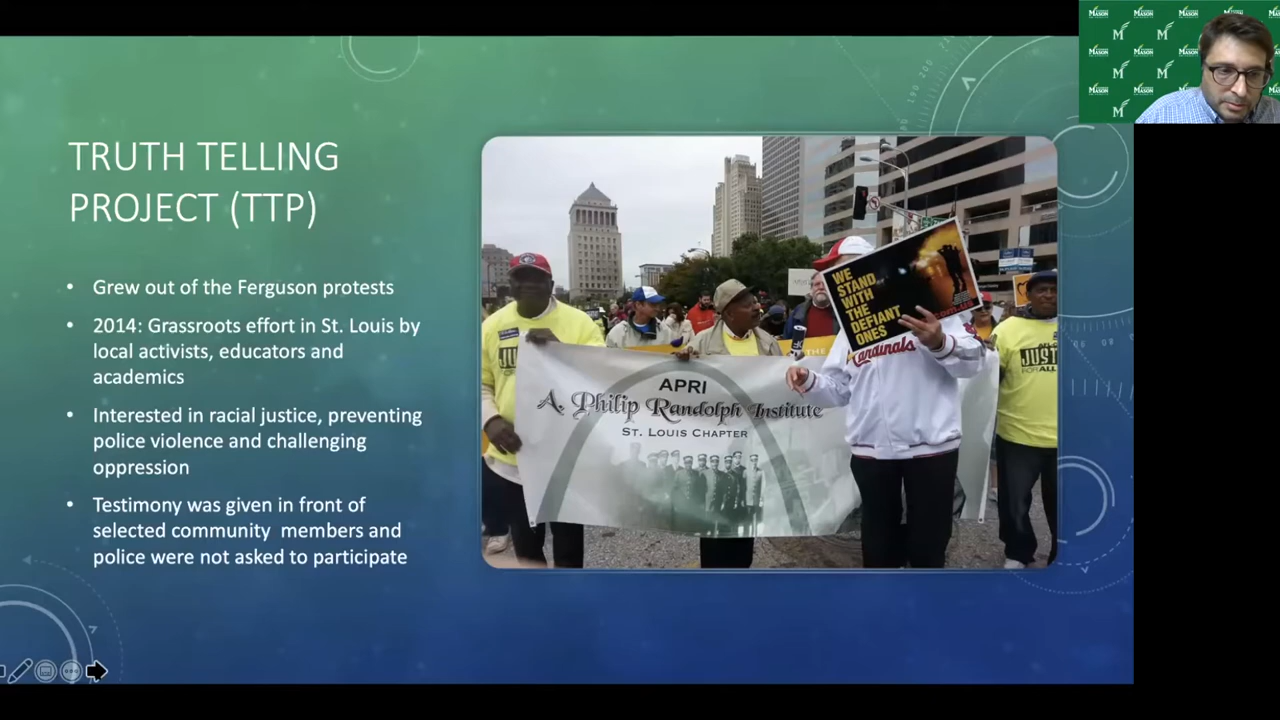 TRUTH TELLING
PROJECT (TTP)
• Grew out of the Ferguson protests
• 2014: Grassroots effort in St. Louis by
local activists, educators and
academics
• Interested in racial justice, preventing
police violence and challenging
oppression
• Testimony was given in front of
selected community members and
police were not asked to participate
WE
STAND
WITH
THE
DEFIANT
ONES
Cardinals
APRI
A. Philip Randolph Institute
ST. LOUIS CHAPTER
JUST
FOR ALL
MASON